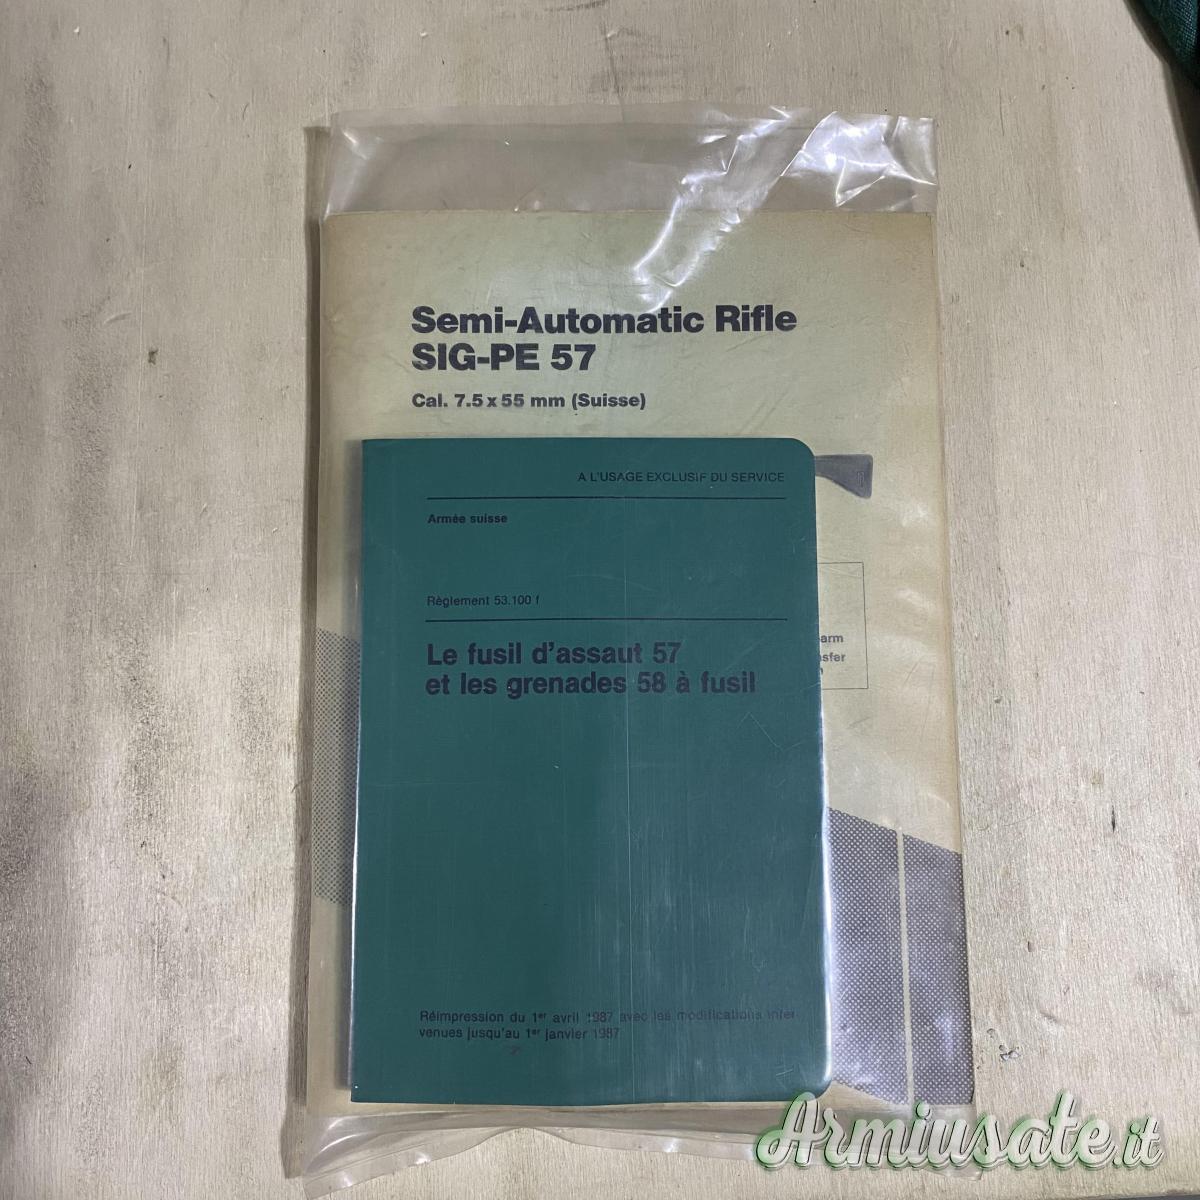 Semi-Automatic Rifle
SIG-PE 57
Cal. 7.5 x 55 mm (Suisse)
A L'USAGE EXCLUSIF DU SERVICE
Armée suisse
Règlement 53.100 f
Le fusil d'assaut 57
et les grenades 58 à fusil
Réimpression du 1er avril 1987 avec les modifications inter-
venues jusqu'au 1er janvier 1987
Armiusate.it